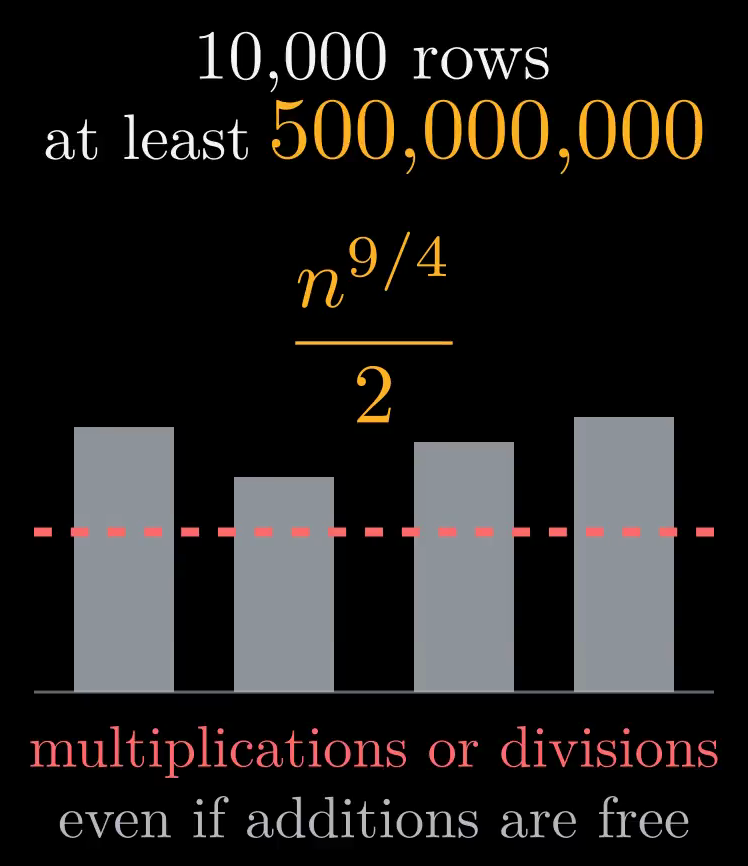 10,000 rows
at least 500,000,000
n^{9/4}
2
multiplications or divisions
even if additions are free